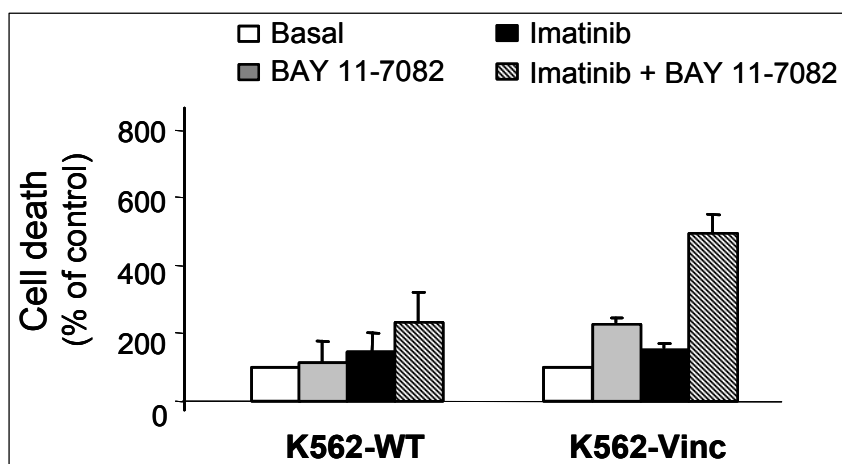 Basal
Imatinib
BAY 11-7082
Imatinib + BAY 11-7082
Cell death
(% of control)
800
600
400
200
0
K562-WT
K562-Vinc